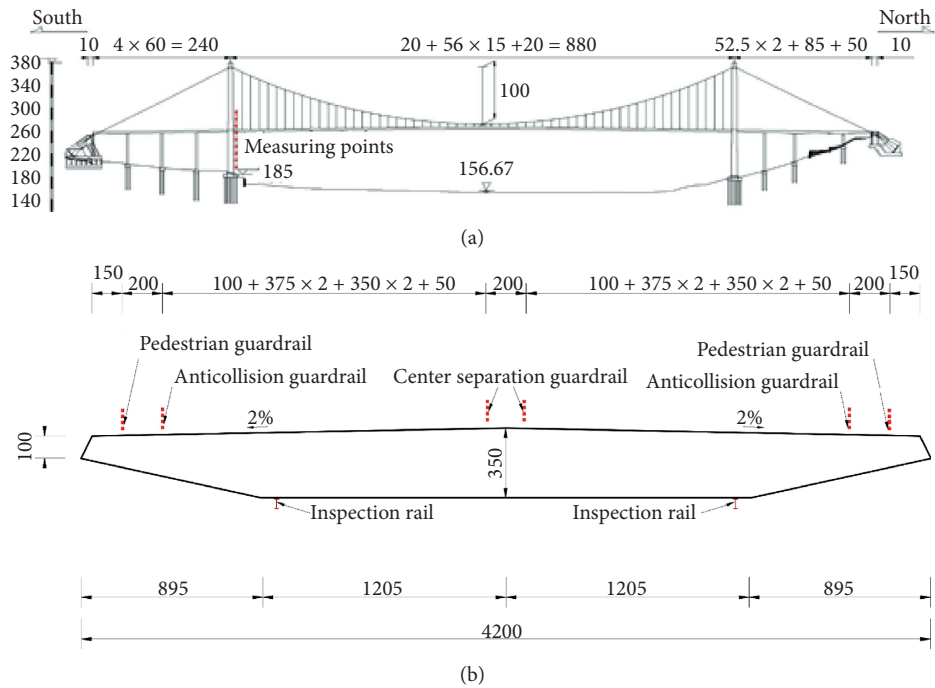 South
North
10 4 × 60 = 240 20 + 56 × 15 +20 = 880 52.5 × 2 + 85 + 50 10
380
340
300
260
220
180
140
100
Measuring points
185
156.67
(a)
150 200 100 + 375 × 2 + 350 × 2 + 50 200 100 + 375 × 2 + 350 × 2 + 50 200 150
Pedestrian guardrail
Anticollision guardrail
Center separation guardrail
Pedestrian guardrail
Anticollision guardrail
2% 2%
100
350
Inspection rail Inspection rail
895 1205 1205 895
4200
(b)